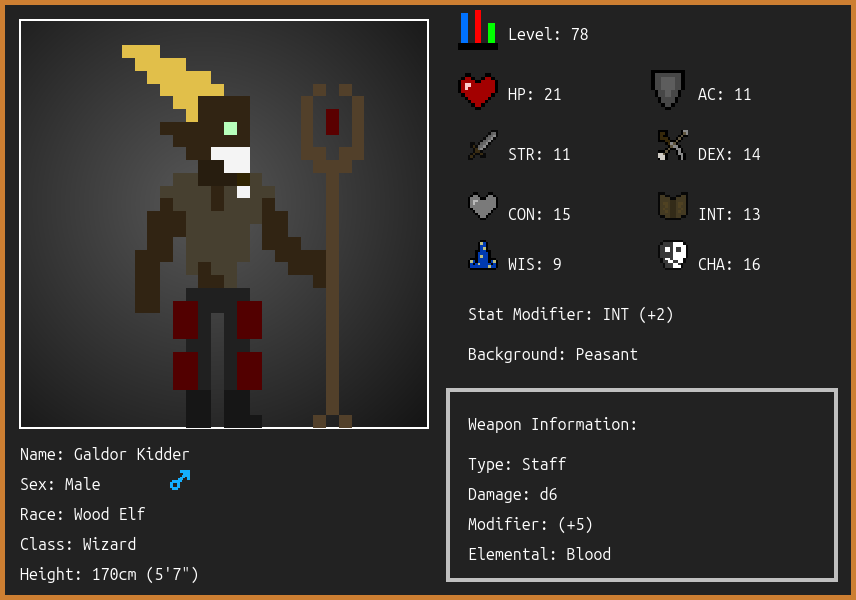 Level: 78
HP: 21
AC: 11
STR: 11
DEX: 14
CON: 15
INT: 13
WIS: 9
CHA: 16
Stat Modifier: INT (+2)
Background: Peasant
Weapon Information:
Type: Staff
Damage: d6
Modifier: (+5)
Elemental: Blood
Name: Galdor Kidder
Sex: Male
Race: Wood Elf
Class: Wizard
Height: 170cm (5'7")